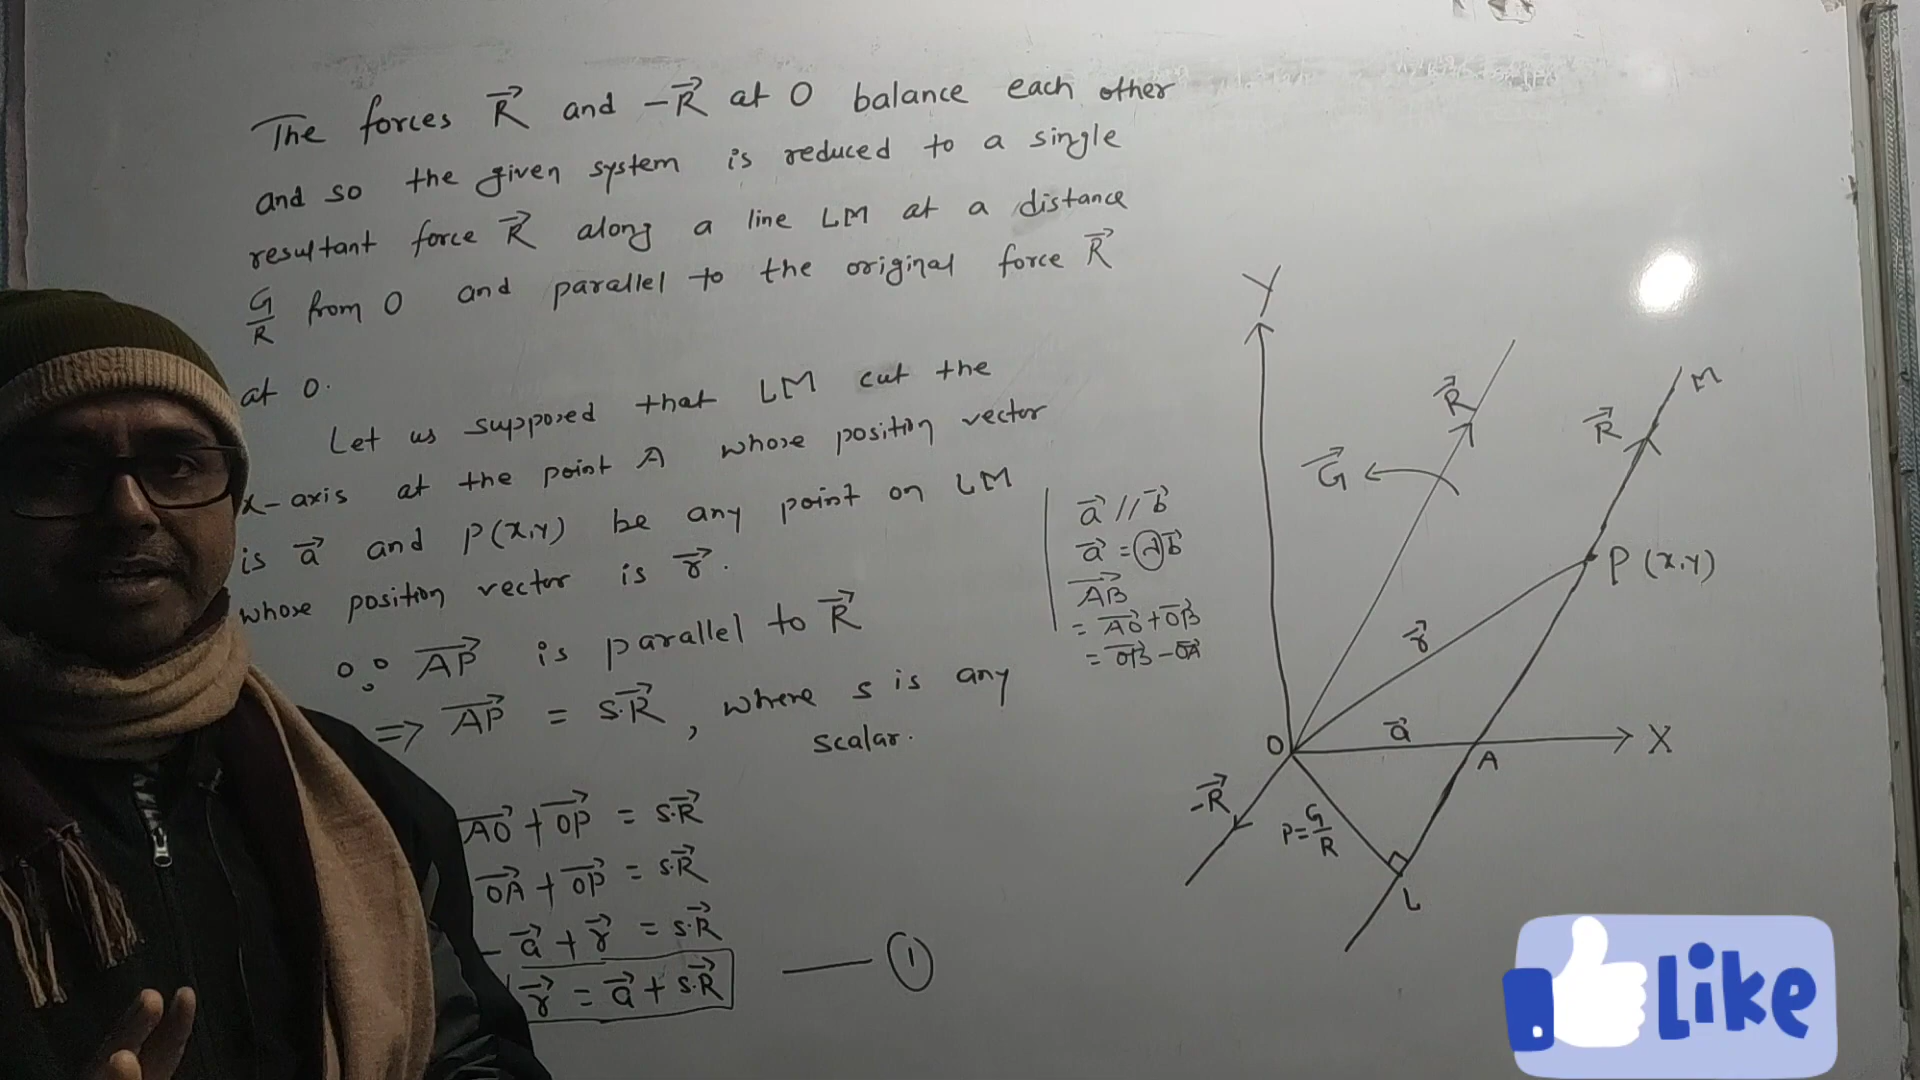 The forces R⃗ and -R⃗ at O balance each other
and so the given system is reduced to a single
resultant force R⃗ along a line LM at a distance
G/R from O and parallel to the original force R⃗
at O.
Let us supposed that LM cut the
x-axis at the point A whose position vector
is a⃗ and P(x,y) be any point on LM
whose position vector is r⃗.
∵ AP⃗ is parallel to R⃗
⇒ AP⃗ = s.R⃗, where s is any
scalar.
AO⃗ + OP⃗ = s.R⃗
OA⃗ + OP⃗ = s.R⃗
- a⃗ + r⃗ = s.R⃗
r⃗ = a⃗ + s.R⃗ —— ①
a⃗ // b⃗
a⃗ = λb⃗
AB⃗
= AO⃗ + OB⃗
= OB⃗ - OA⃗
Y
R⃗
M
R⃗
G⃗
P (x,y)
r⃗
a⃗
O
A
X
-R⃗
P = G/R
L
Like